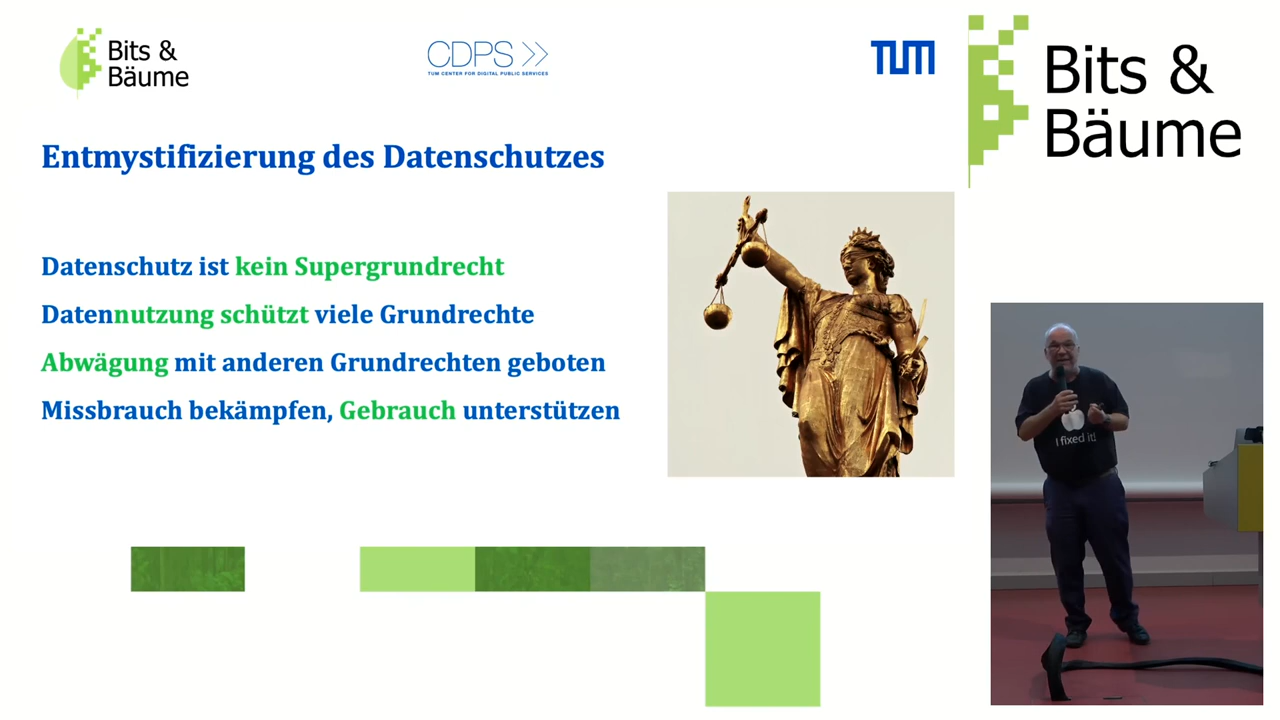 Bits &
Bäume
CDPS
TUM CENTER FOR DIGITAL PUBLIC SERVICES
TUM
Bits &
Bäume
Entmystifizierung des Datenschutzes
Datenschutz ist kein Supergrundrecht
Datennutzung schützt viele Grundrechte
Abwägung mit anderen Grundrechten geboten
Missbrauch bekämpfen, Gebrauch unterstützen
I fixed it!